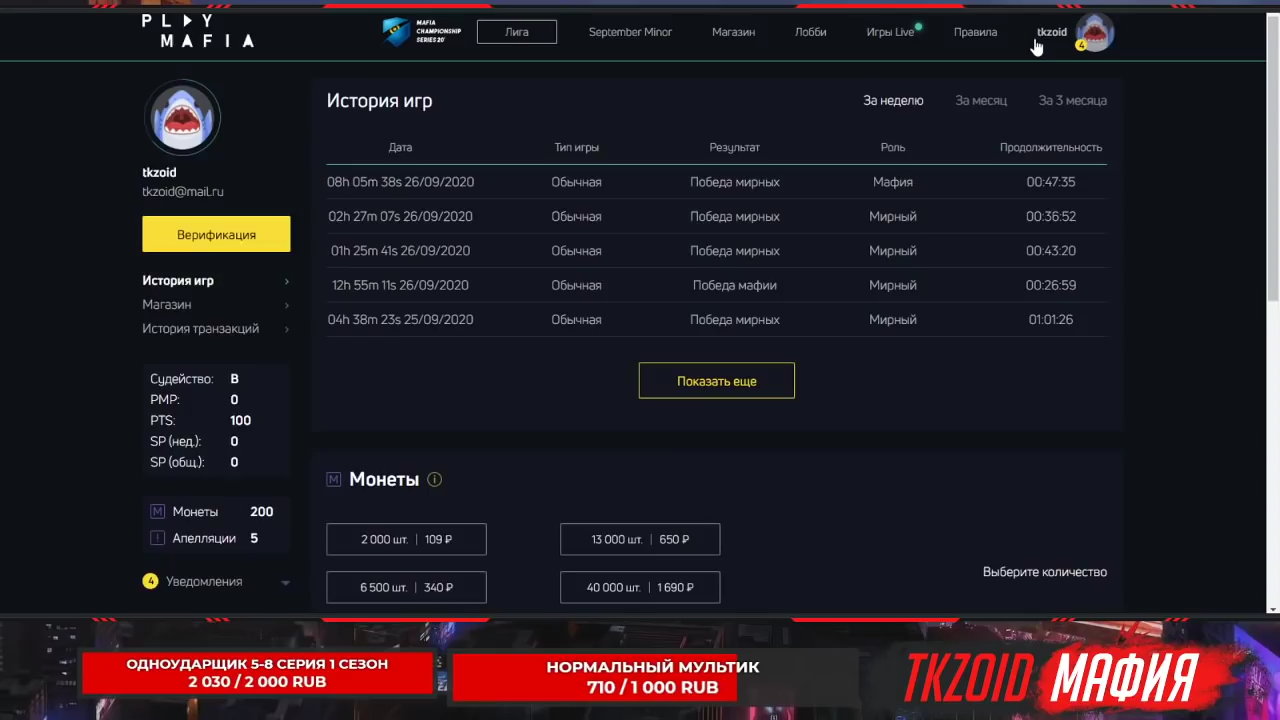 PLAY
MAFIA
MAFIA
CHAMPIONSHIP
SERIES 20'
Лига
September Minor
Магазин
Лобби
Игры Live
Правила
tkzoid
4
tkzoid
tkzoid@mail.ru
Верификация
История игр
Магазин
История транзакций
Судейство: B
PMP: 0
PTS: 100
SP (нед.): 0
SP (общ.): 0
M Монеты 200
! Апелляции 5
4 Уведомления
История игр
За неделю За месяц За 3 месяца
Дата Тип игры Результат Роль Продолжительность
08h 05m 38s 26/09/2020 Обычная Победа мирных Мафия 00:47:35
02h 27m 07s 26/09/2020 Обычная Победа мирных Мирный 00:36:52
01h 25m 41s 26/09/2020 Обычная Победа мирных Мирный 00:43:20
12h 55m 11s 26/09/2020 Обычная Победа мафии Мирный 00:26:59
04h 38m 23s 25/09/2020 Обычная Победа мирных Мирный 01:01:26
Показать еще
M Монеты i
2 000 шт. | 109 ₽
13 000 шт. | 650 ₽
6 500 шт. | 340 ₽
40 000 шт. | 1 690 ₽
Выберите количество
ОДНОУДАРЩИК 5-8 СЕРИЯ 1 СЕЗОН
2 030 / 2 000 RUB
НОРМАЛЬНЫЙ МУЛЬТИК
710 / 1 000 RUB
TKZOID МАФИЯ